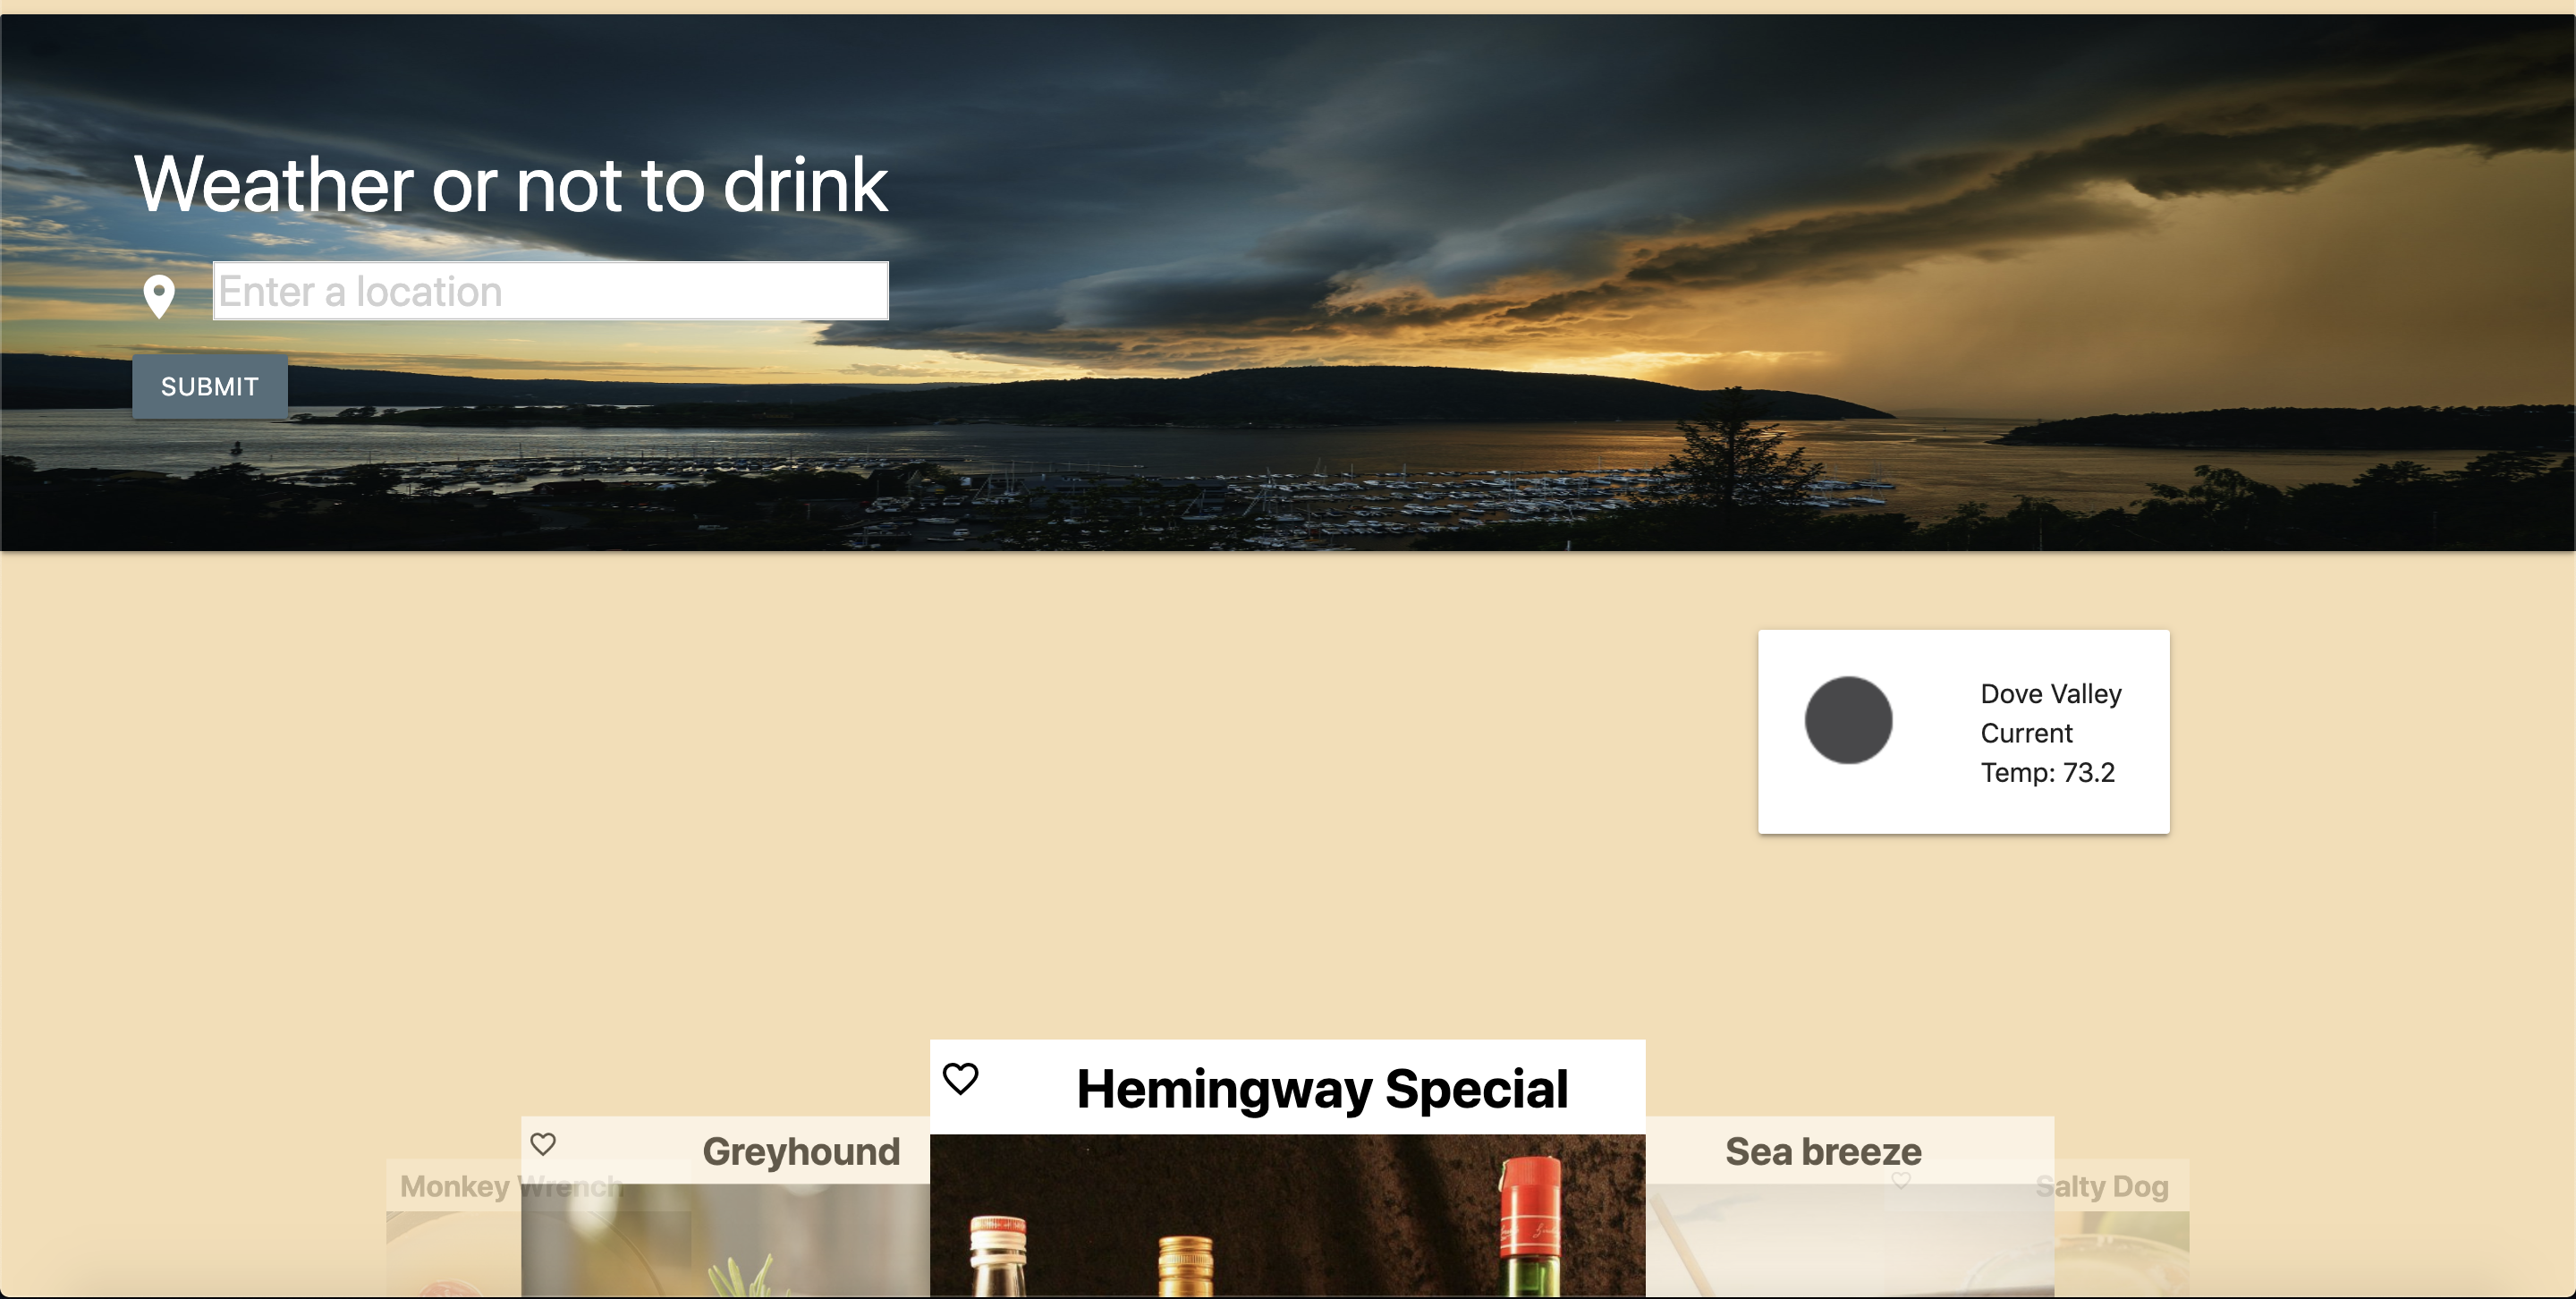 Weather or not to drink
Enter a location
SUBMIT
Dove Valley
Current
Temp: 73.2
Hemingway Special
Greyhound
Sea breeze
Monkey Wrench
Salty Dog